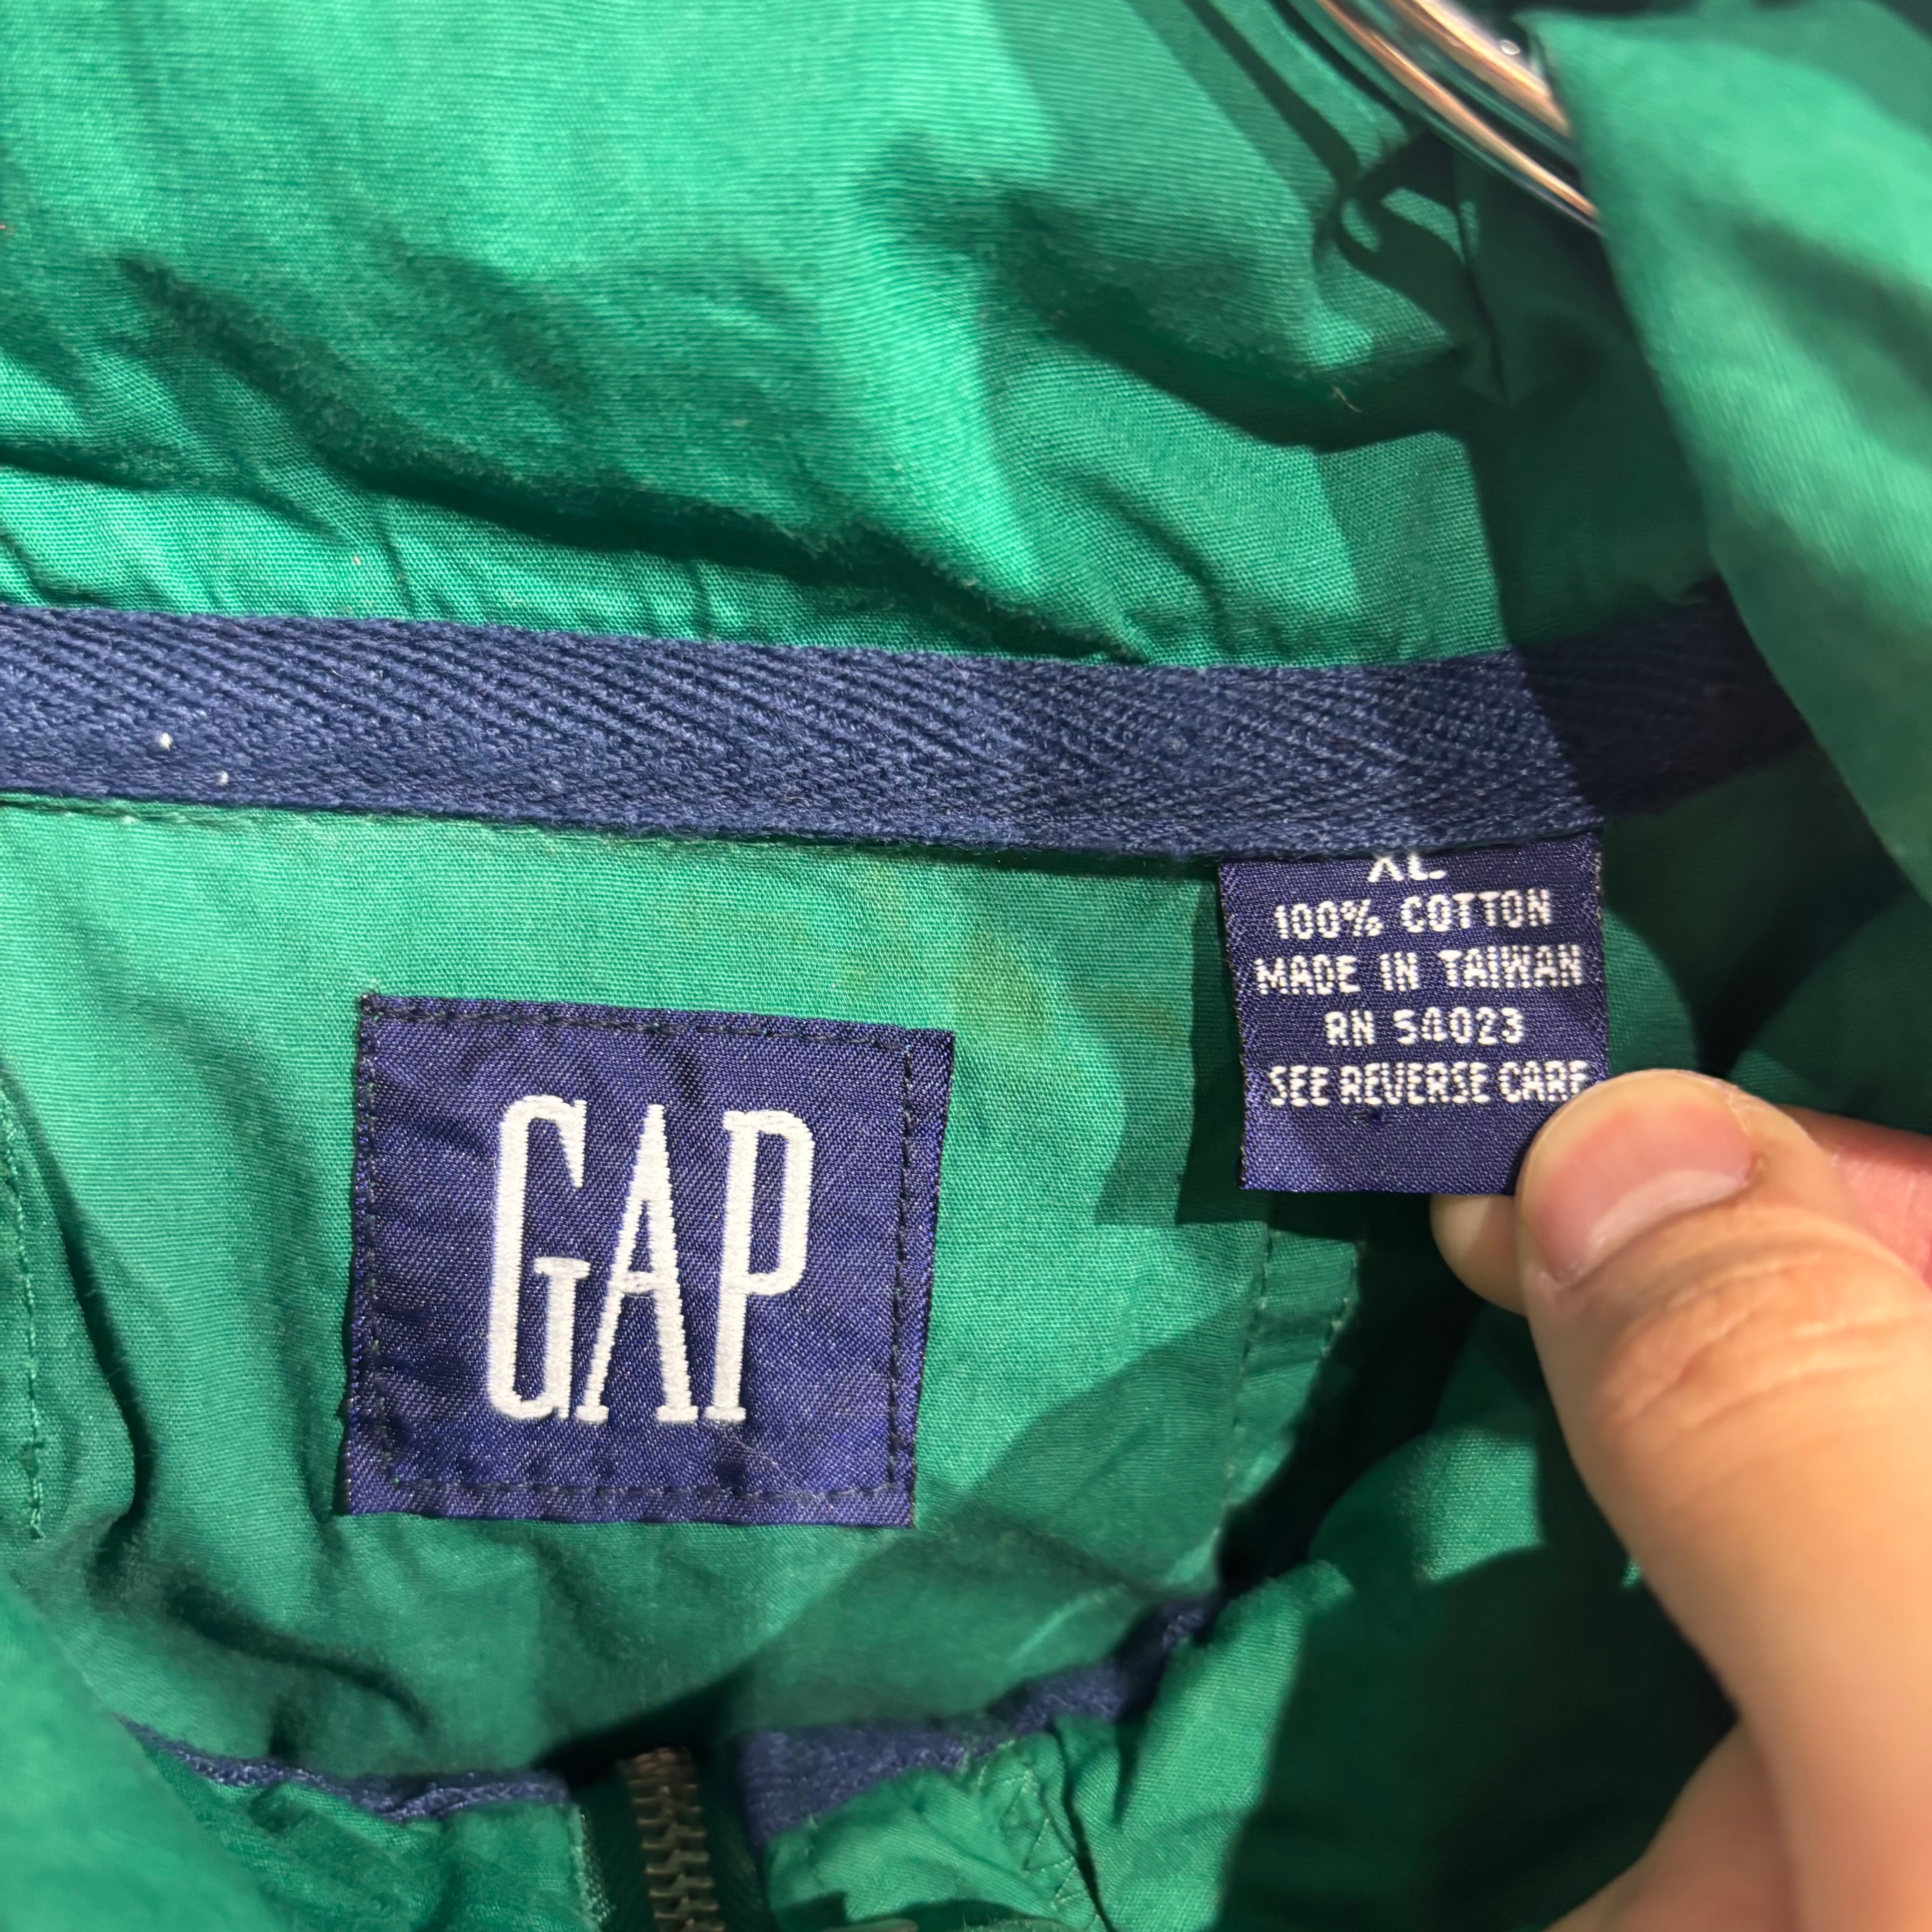 GAP
XL.
100% COTTON
MADE IN TAIWAN
RN 54023
SEE REVERSE CARE